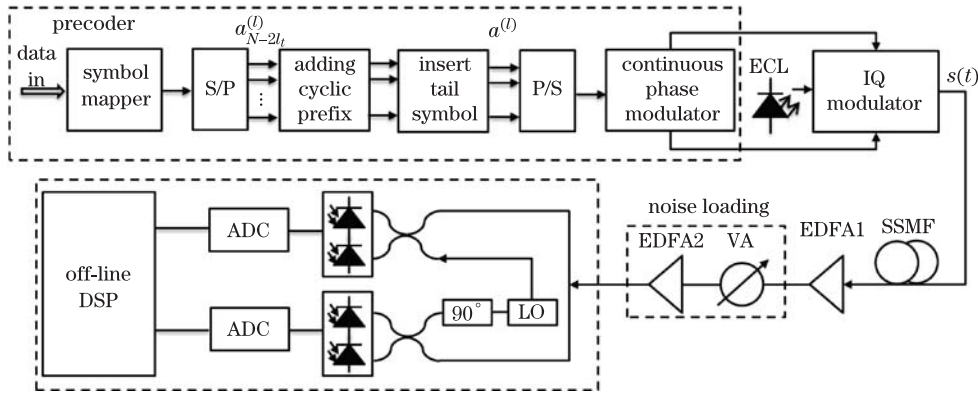 precoder
data
in
symbol
mapper
S/P
a_{N-2l_t}^{(l)}
...
adding
cyclic
prefix
insert
tail
symbol
a^{(l)}
P/S
continuous
phase
modulator
ECL
IQ
modulator
s(t)
off-line
DSP
ADC
ADC
90°
LO
noise loading
EDFA2
VA
EDFA1
SSMF